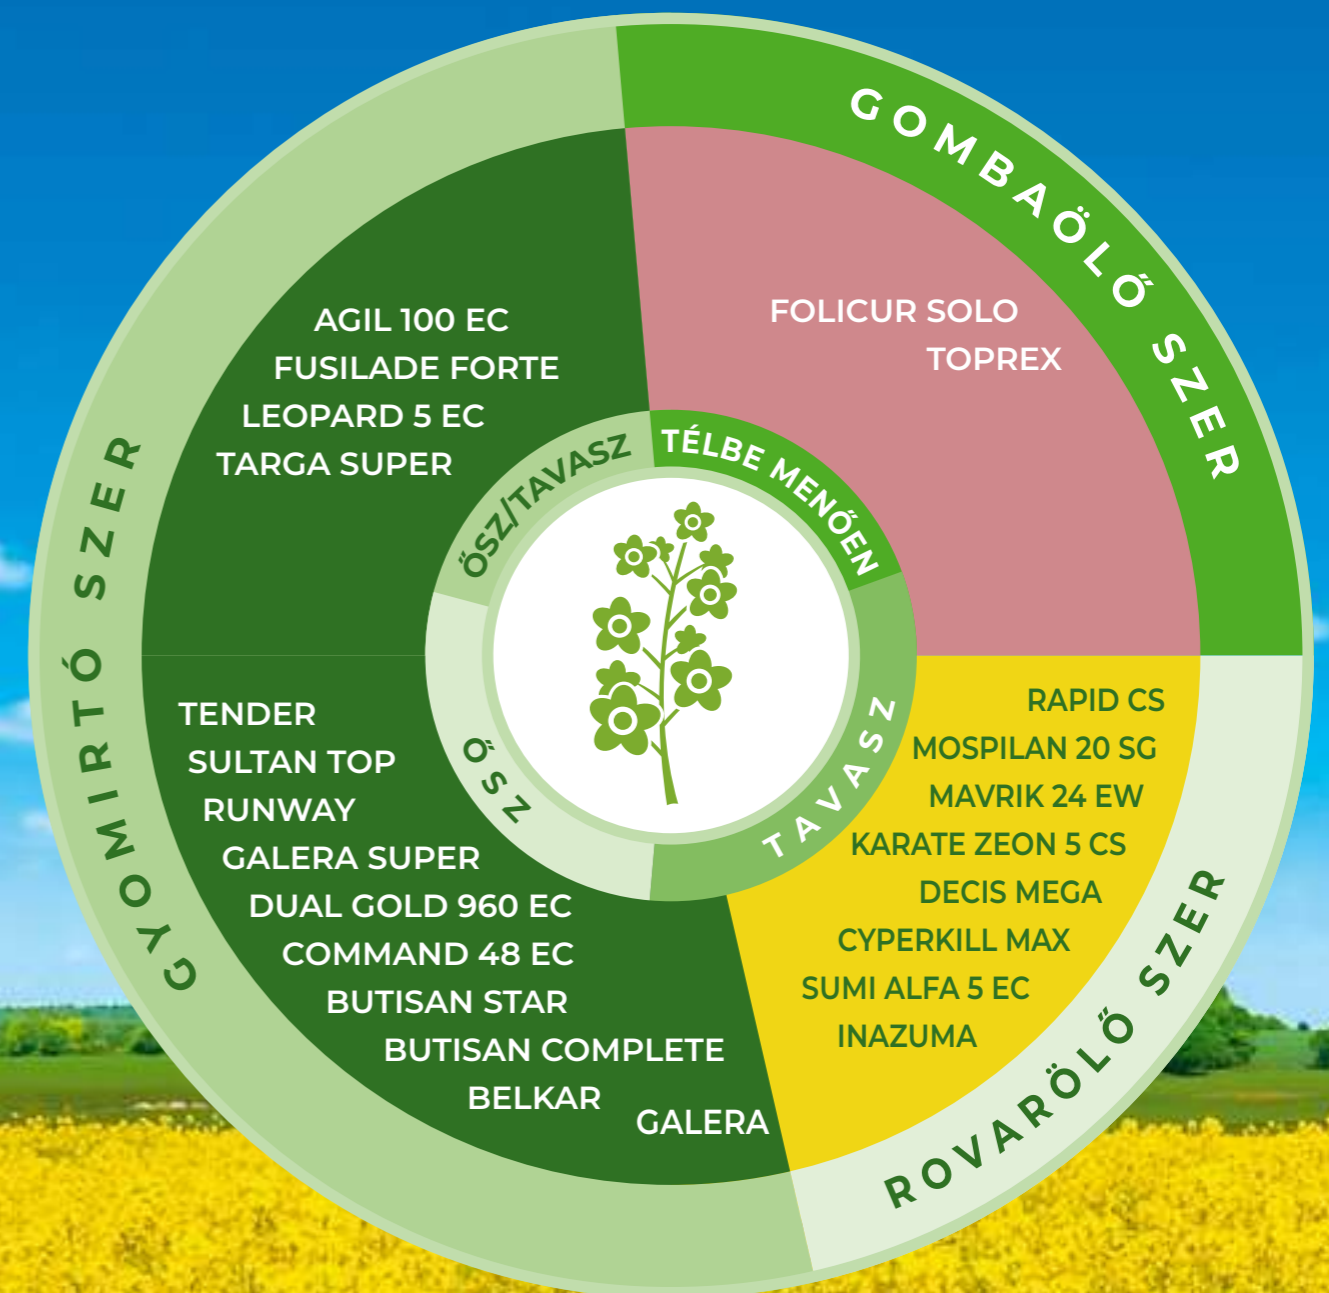 GYOMIRTÓ SZER
GOMBAÖLŐ SZER
ROVARÖLŐ SZER
ŐSZ/TAVASZ
TÉLBE MENŐEN
TAVASZ
ŐSZ
AGIL 100 EC
FUSILADE FORTE
LEOPARD 5 EC
TARGA SUPER
FOLICUR SOLO
TOPREX
TENDER
SULTAN TOP
RUNWAY
GALERA SUPER
DUAL GOLD 960 EC
COMMAND 48 EC
BUTISAN STAR
BUTISAN COMPLETE
BELKAR
GALERA
RAPID CS
MOSPILAN 20 SG
MAVRIK 24 EW
KARATE ZEON 5 CS
DECIS MEGA
CYPERKILL MAX
SUMI ALFA 5 EC
INAZUMA